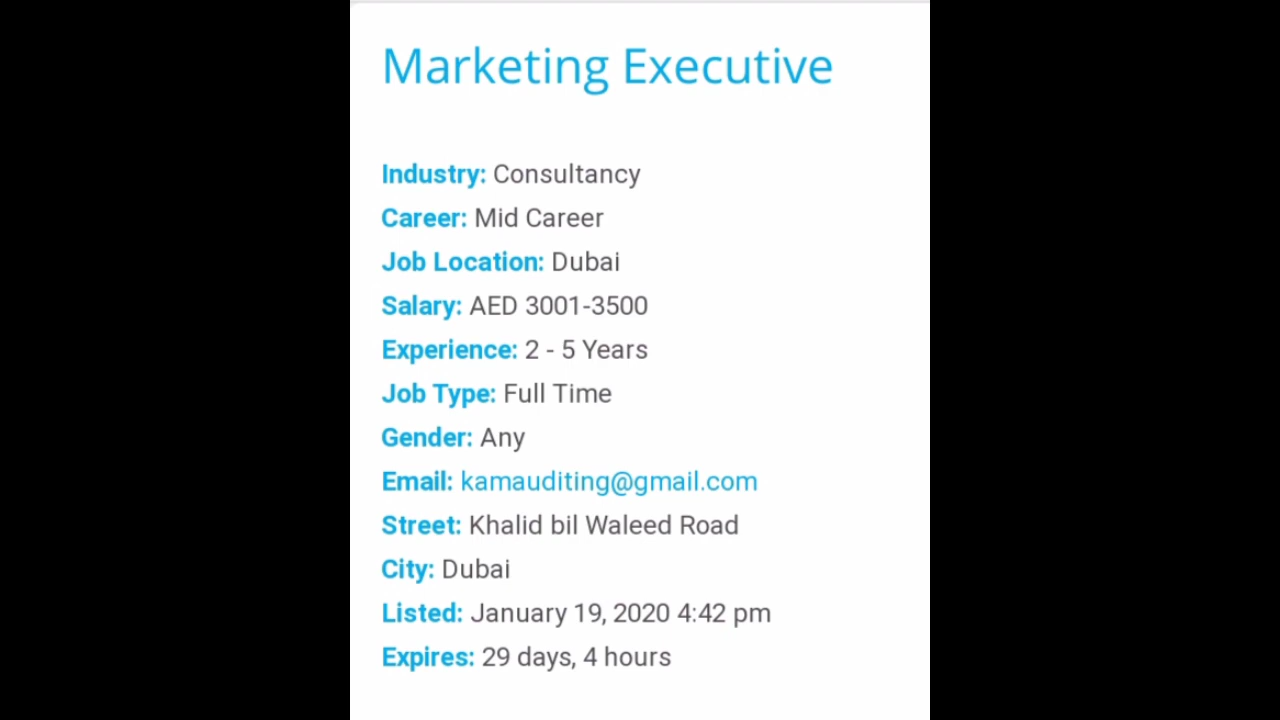 Marketing Executive
Industry: Consultancy
Career: Mid Career
Job Location: Dubai
Salary: AED 3001-3500
Experience: 2 - 5 Years
Job Type: Full Time
Gender: Any
Email: kamauditing@gmail.com
Street: Khalid bil Waleed Road
City: Dubai
Listed: January 19, 2020 4:42 pm
Expires: 29 days, 4 hours